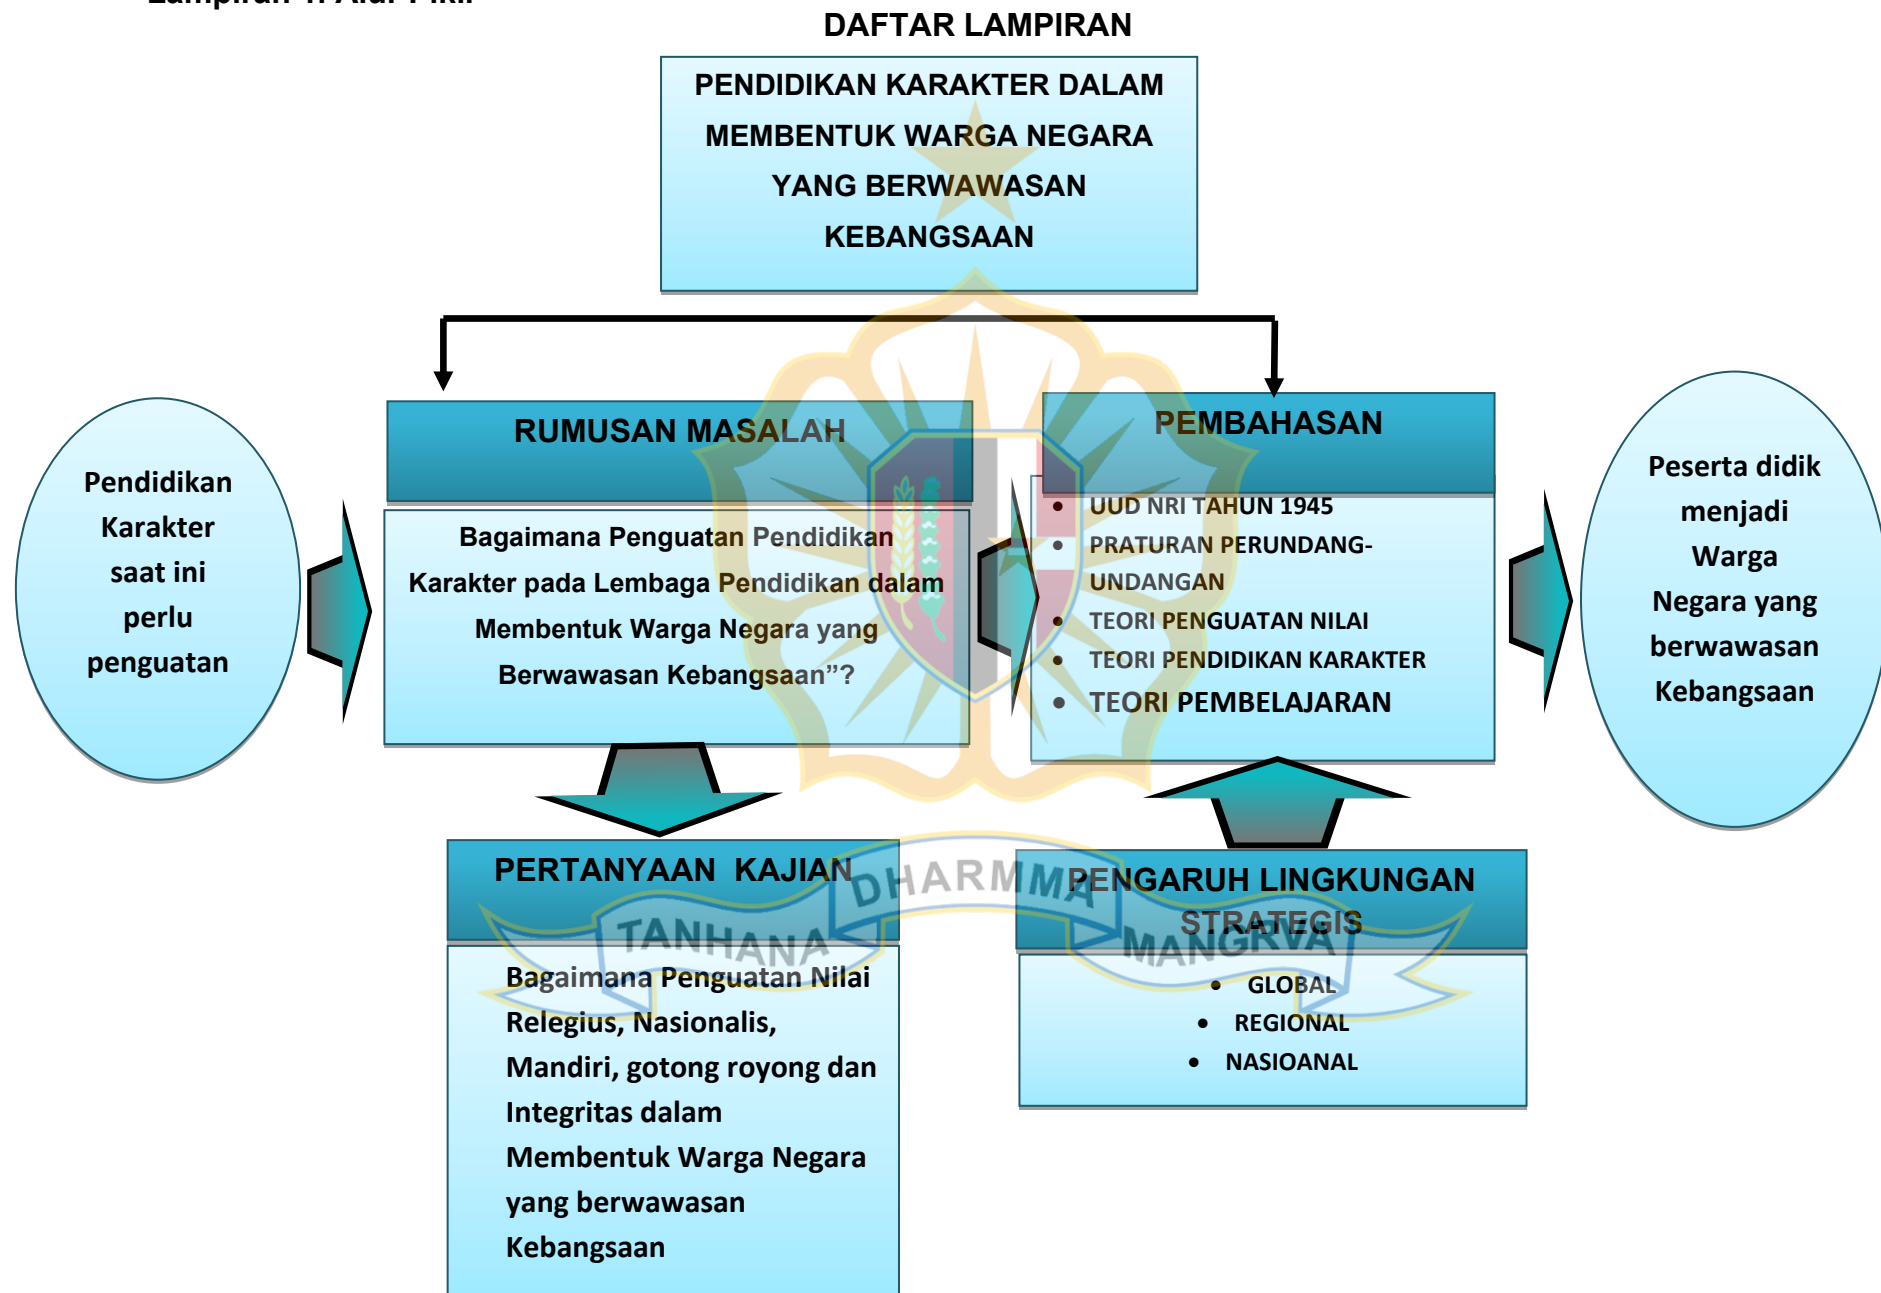 Lampiran 1. Alur Pikir
DAFTAR LAMPIRAN
PENDIDIKAN KARAKTER DALAM
MEMBENTUK WARGA NEGARA
YANG BERWAWASAN
KEBANGSAAN
Pendidikan
Karakter
saat ini
perlu
penguatan
RUMUSAN MASALAH
Bagaimana Penguatan Pendidikan
Karakter pada Lembaga Pendidikan dalam
Membentuk Warga Negara yang
Berwawasan Kebangsaan”?
PEMBAHASAN
• UUD NRI TAHUN 1945
• PRATURAN PERUNDANG-
UNDANGAN
• TEORI PENGUATAN NILAI
• TEORI PENDIDIKAN KARAKTER
• TEORI PEMBELAJARAN
Peserta didik
menjadi
Warga
Negara yang
berwawasan
Kebangsaan
PERTANYAAN KAJIAN
Bagaimana Penguatan Nilai
Relegius, Nasionalis,
Mandiri, gotong royong dan
Integritas dalam
Membentuk Warga Negara
yang berwawasan
Kebangsaan
PENGARUH LINGKUNGAN
STRATEGIS
• GLOBAL
• REGIONAL
• NASIOANAL
TANHANA DHARMMA MANGRVA